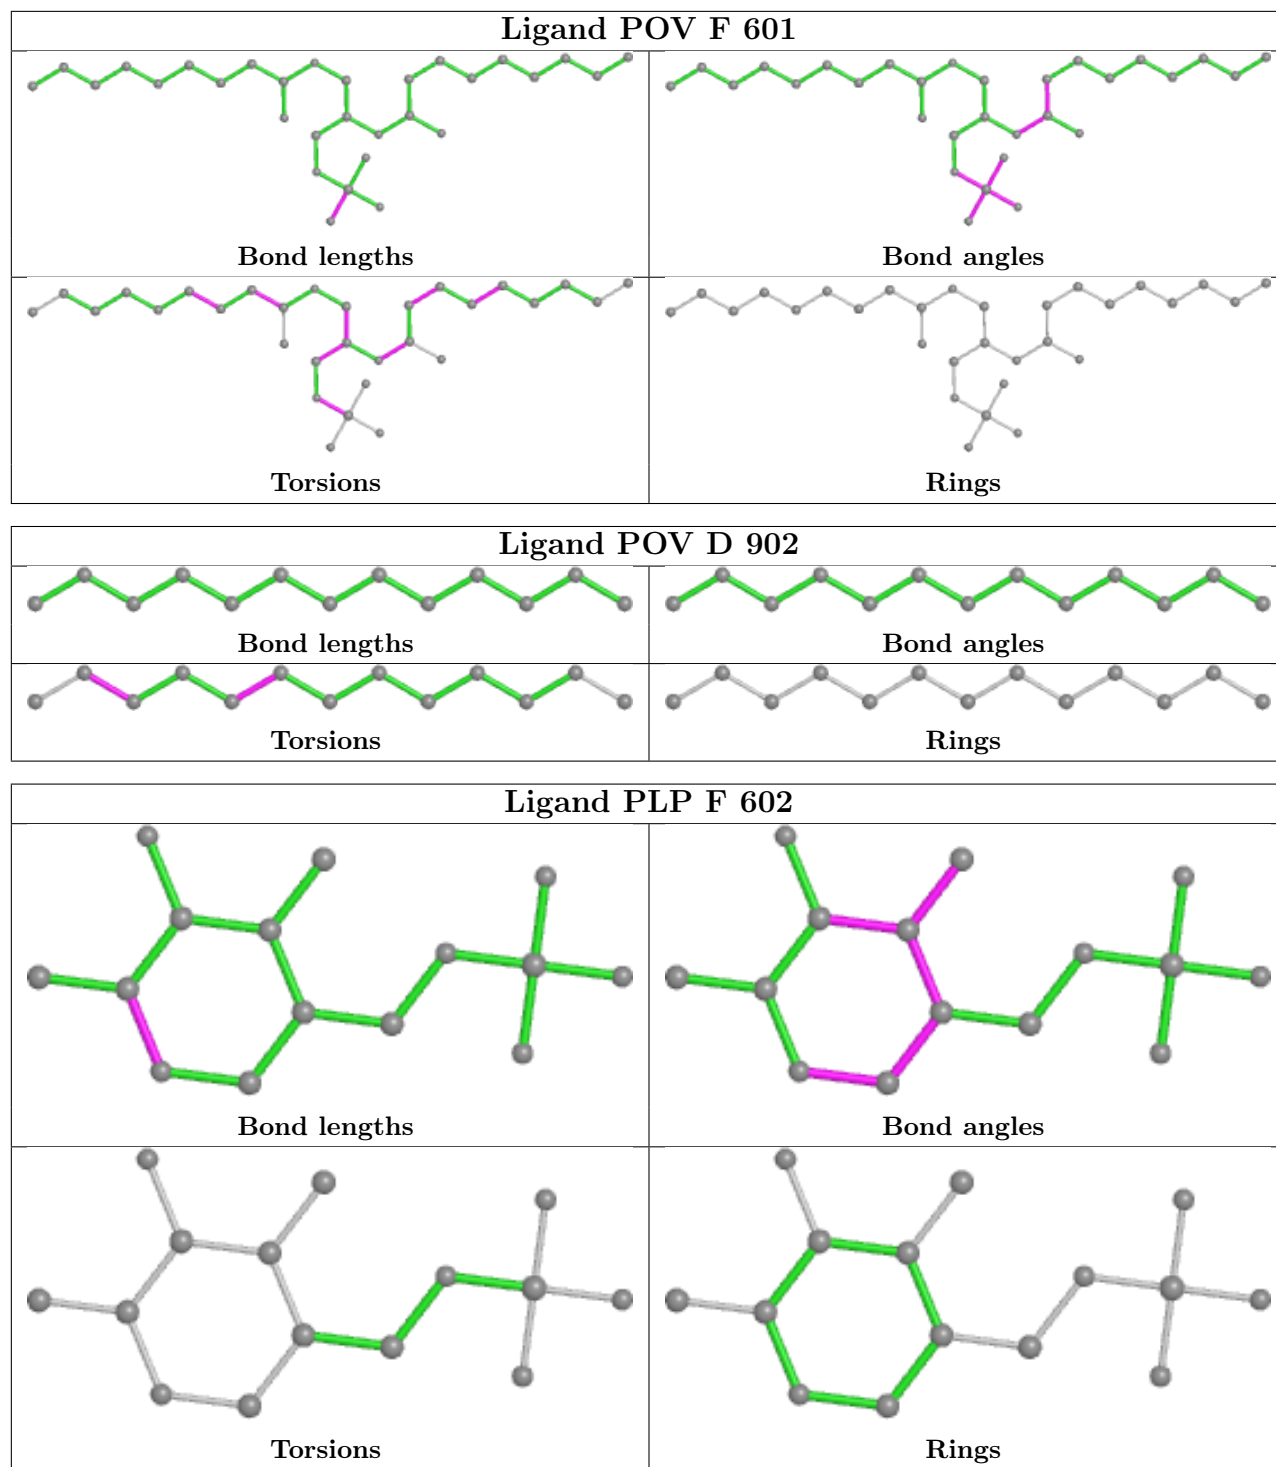 Ligand POV F 601
Bond lengths
Bond angles
Torsions
Rings
Ligand POV D 902
Bond lengths
Bond angles
Torsions
Rings
Ligand PLP F 602
Bond lengths
Bond angles
Torsions
Rings